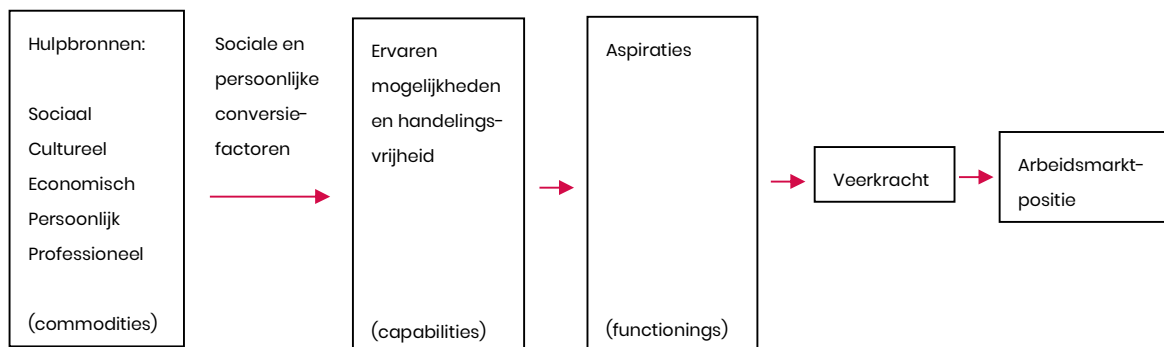 Hulpbronnen:
Sociaal
Cultureel
Economisch
Persoonlijk
Professioneel
(commodities)
Sociale en
persoonlijke
conversie-
factoren
Ervaren
mogelijkheden
en handelings-
vrijheid
(capabilities)
Aspiraties
(functionings)
Veerkracht
Arbeidsmarkt-
positie